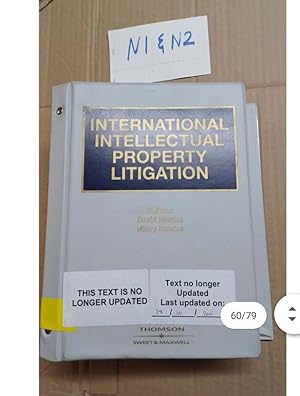 N1 & N2
INTERNATIONAL
INTELLECTUAL
PROPERTY
LITIGATION
THIS TEXT IS NO
LONGER UPDATED
Text no longer
Updated
Last updated on:
60/79
THOMSON
SWEET & MAXWELL